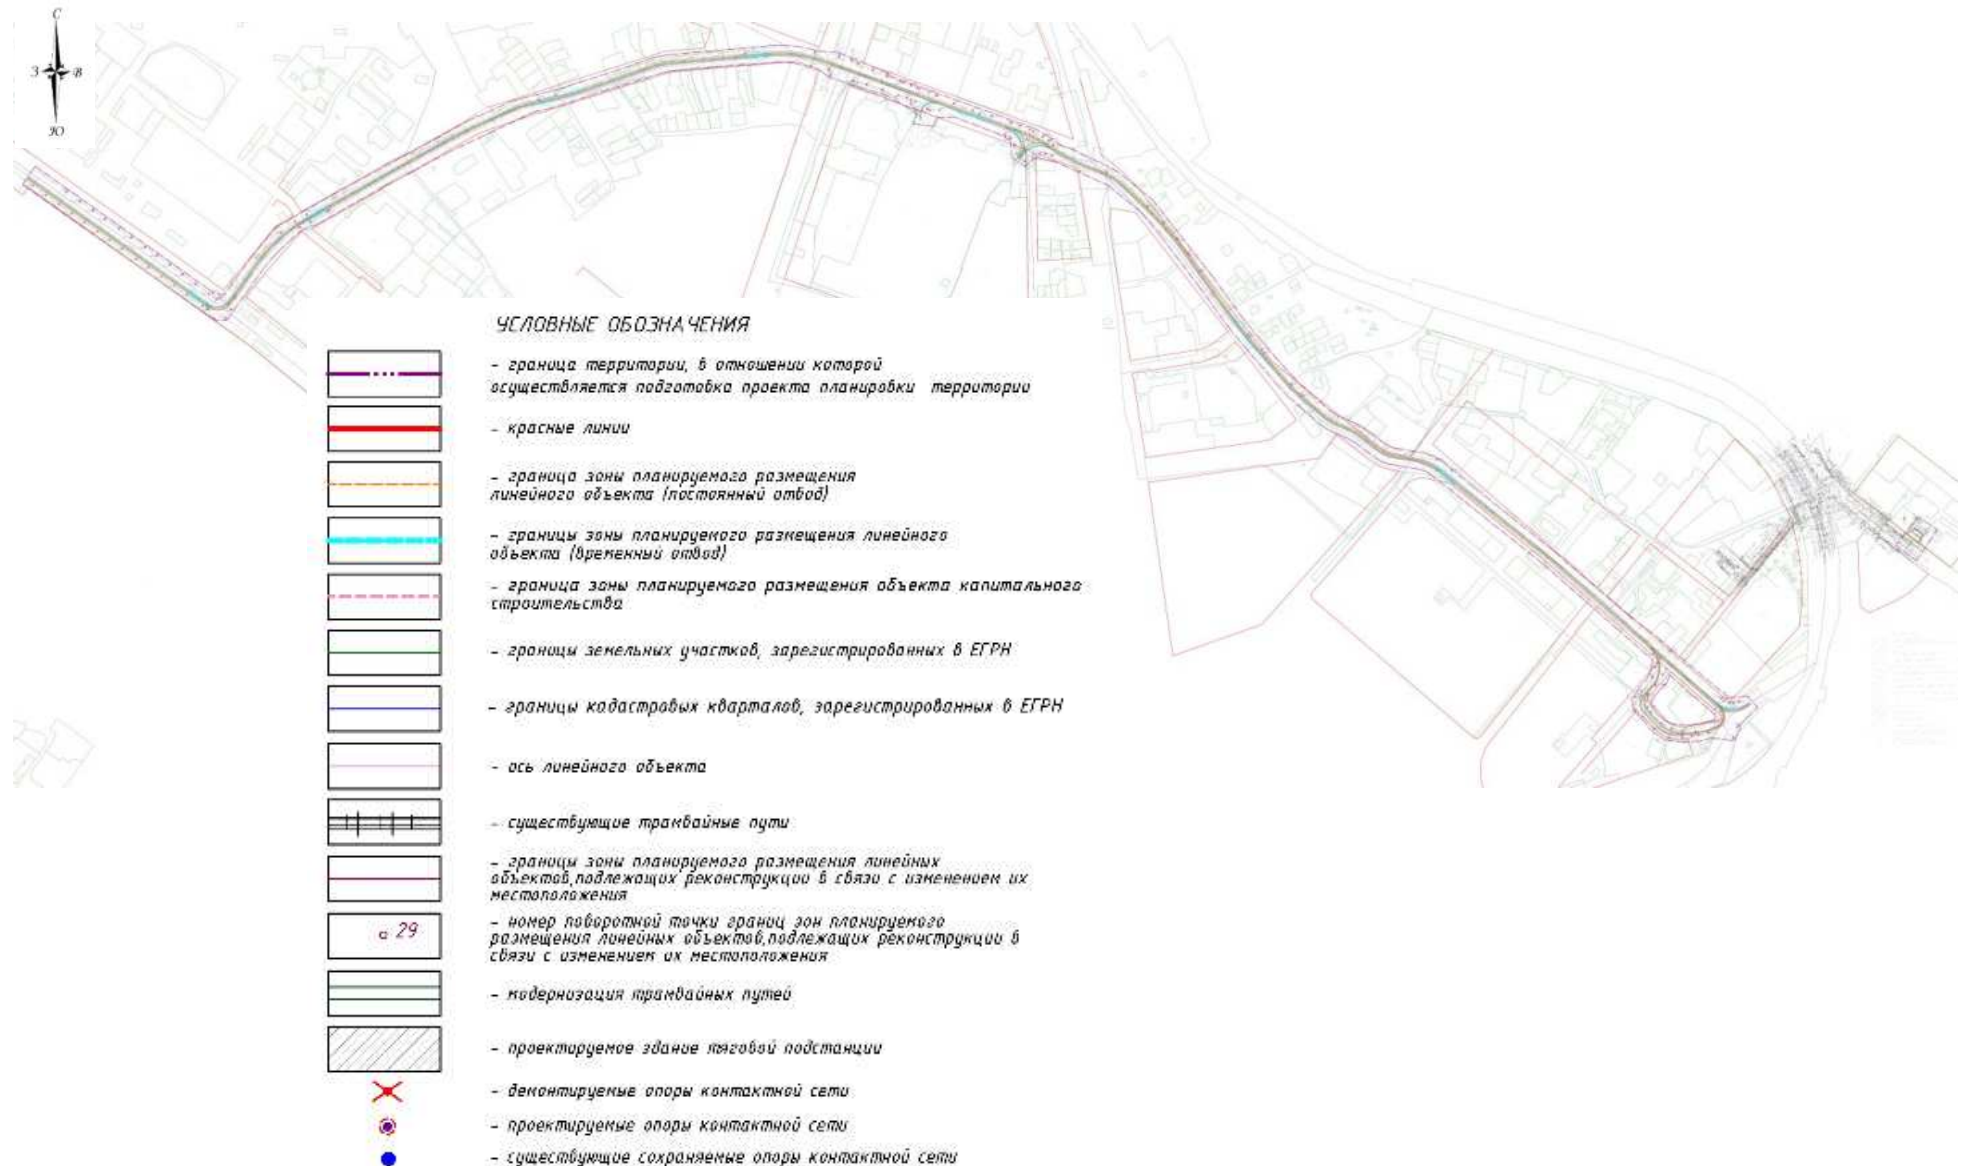 С
З В
Ю
УСЛОВНЫЕ ОБОЗНАЧЕНИЯ
- граница территории, в отношении которой
осуществляется подготовка проекта планировки территории
- красные линии
- граница зоны планируемого размещения
линейного объекта (постоянный отвод)
- границы зоны планируемого размещения линейного
объекта (временный отвод)
- граница зоны планируемого размещения объекта капитального
строительства
- границы земельных участков, зарегистрированных в ЕГРН
- границы кадастровых кварталов, зарегистрированных в ЕГРН
- ось линейного объекта
- существующие трамвайные пути
- границы зоны планируемого размещения линейных
объектов,подлежащих реконструкции в связи с изменением их
местоположения
29
- номер поворотной точки границ зон планируемого
размещения линейных объектов,подлежащих реконструкции в
связи с изменением их местоположения
- модернизация трамвайных путей
- проектируемое здание тяговой подстанции
- демонтируемые опоры контактной сети
- проектируемые опоры контактной сети
- существующие сохраняемые опоры контактной сети